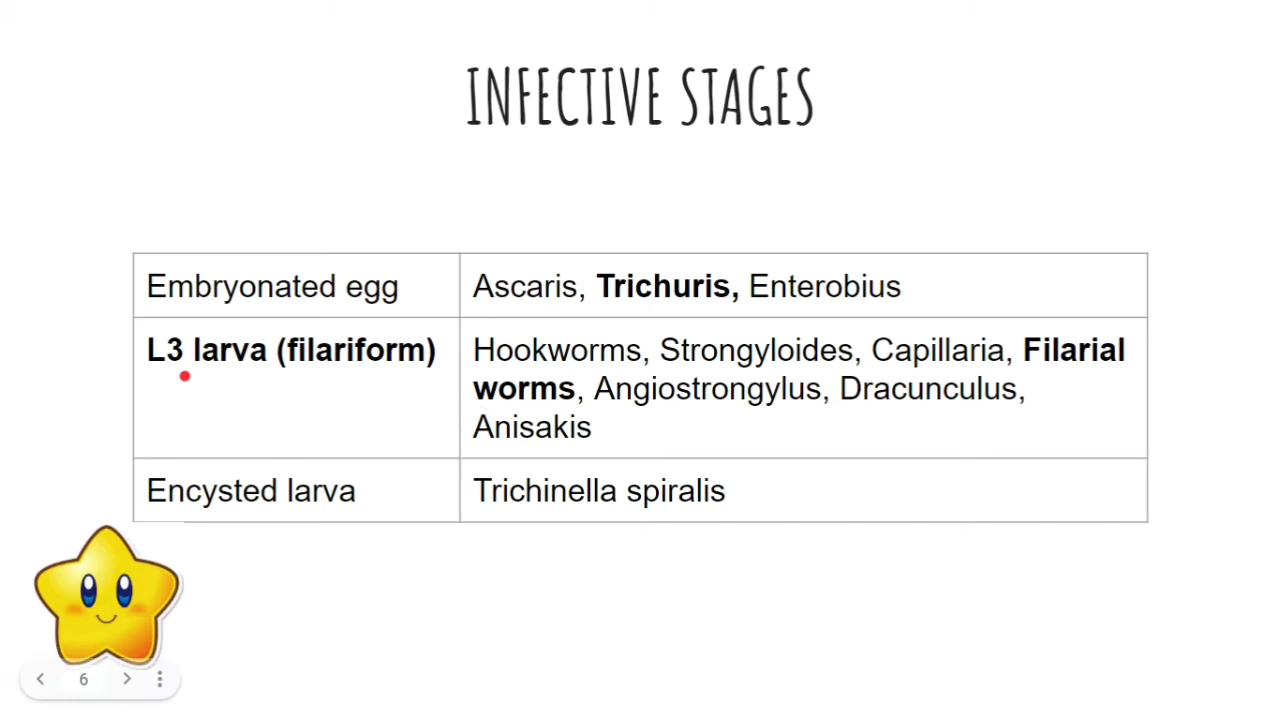 INFECTIVE STAGES
Embryonated egg
Ascaris, Trichuris, Enterobius
L3 larva (filariform)
Hookworms, Strongyloides, Capillaria, Filarial
worms, Angiostrongylus, Dracunculus,
Anisakis
Encysted larva
Trichinella spiralis
6